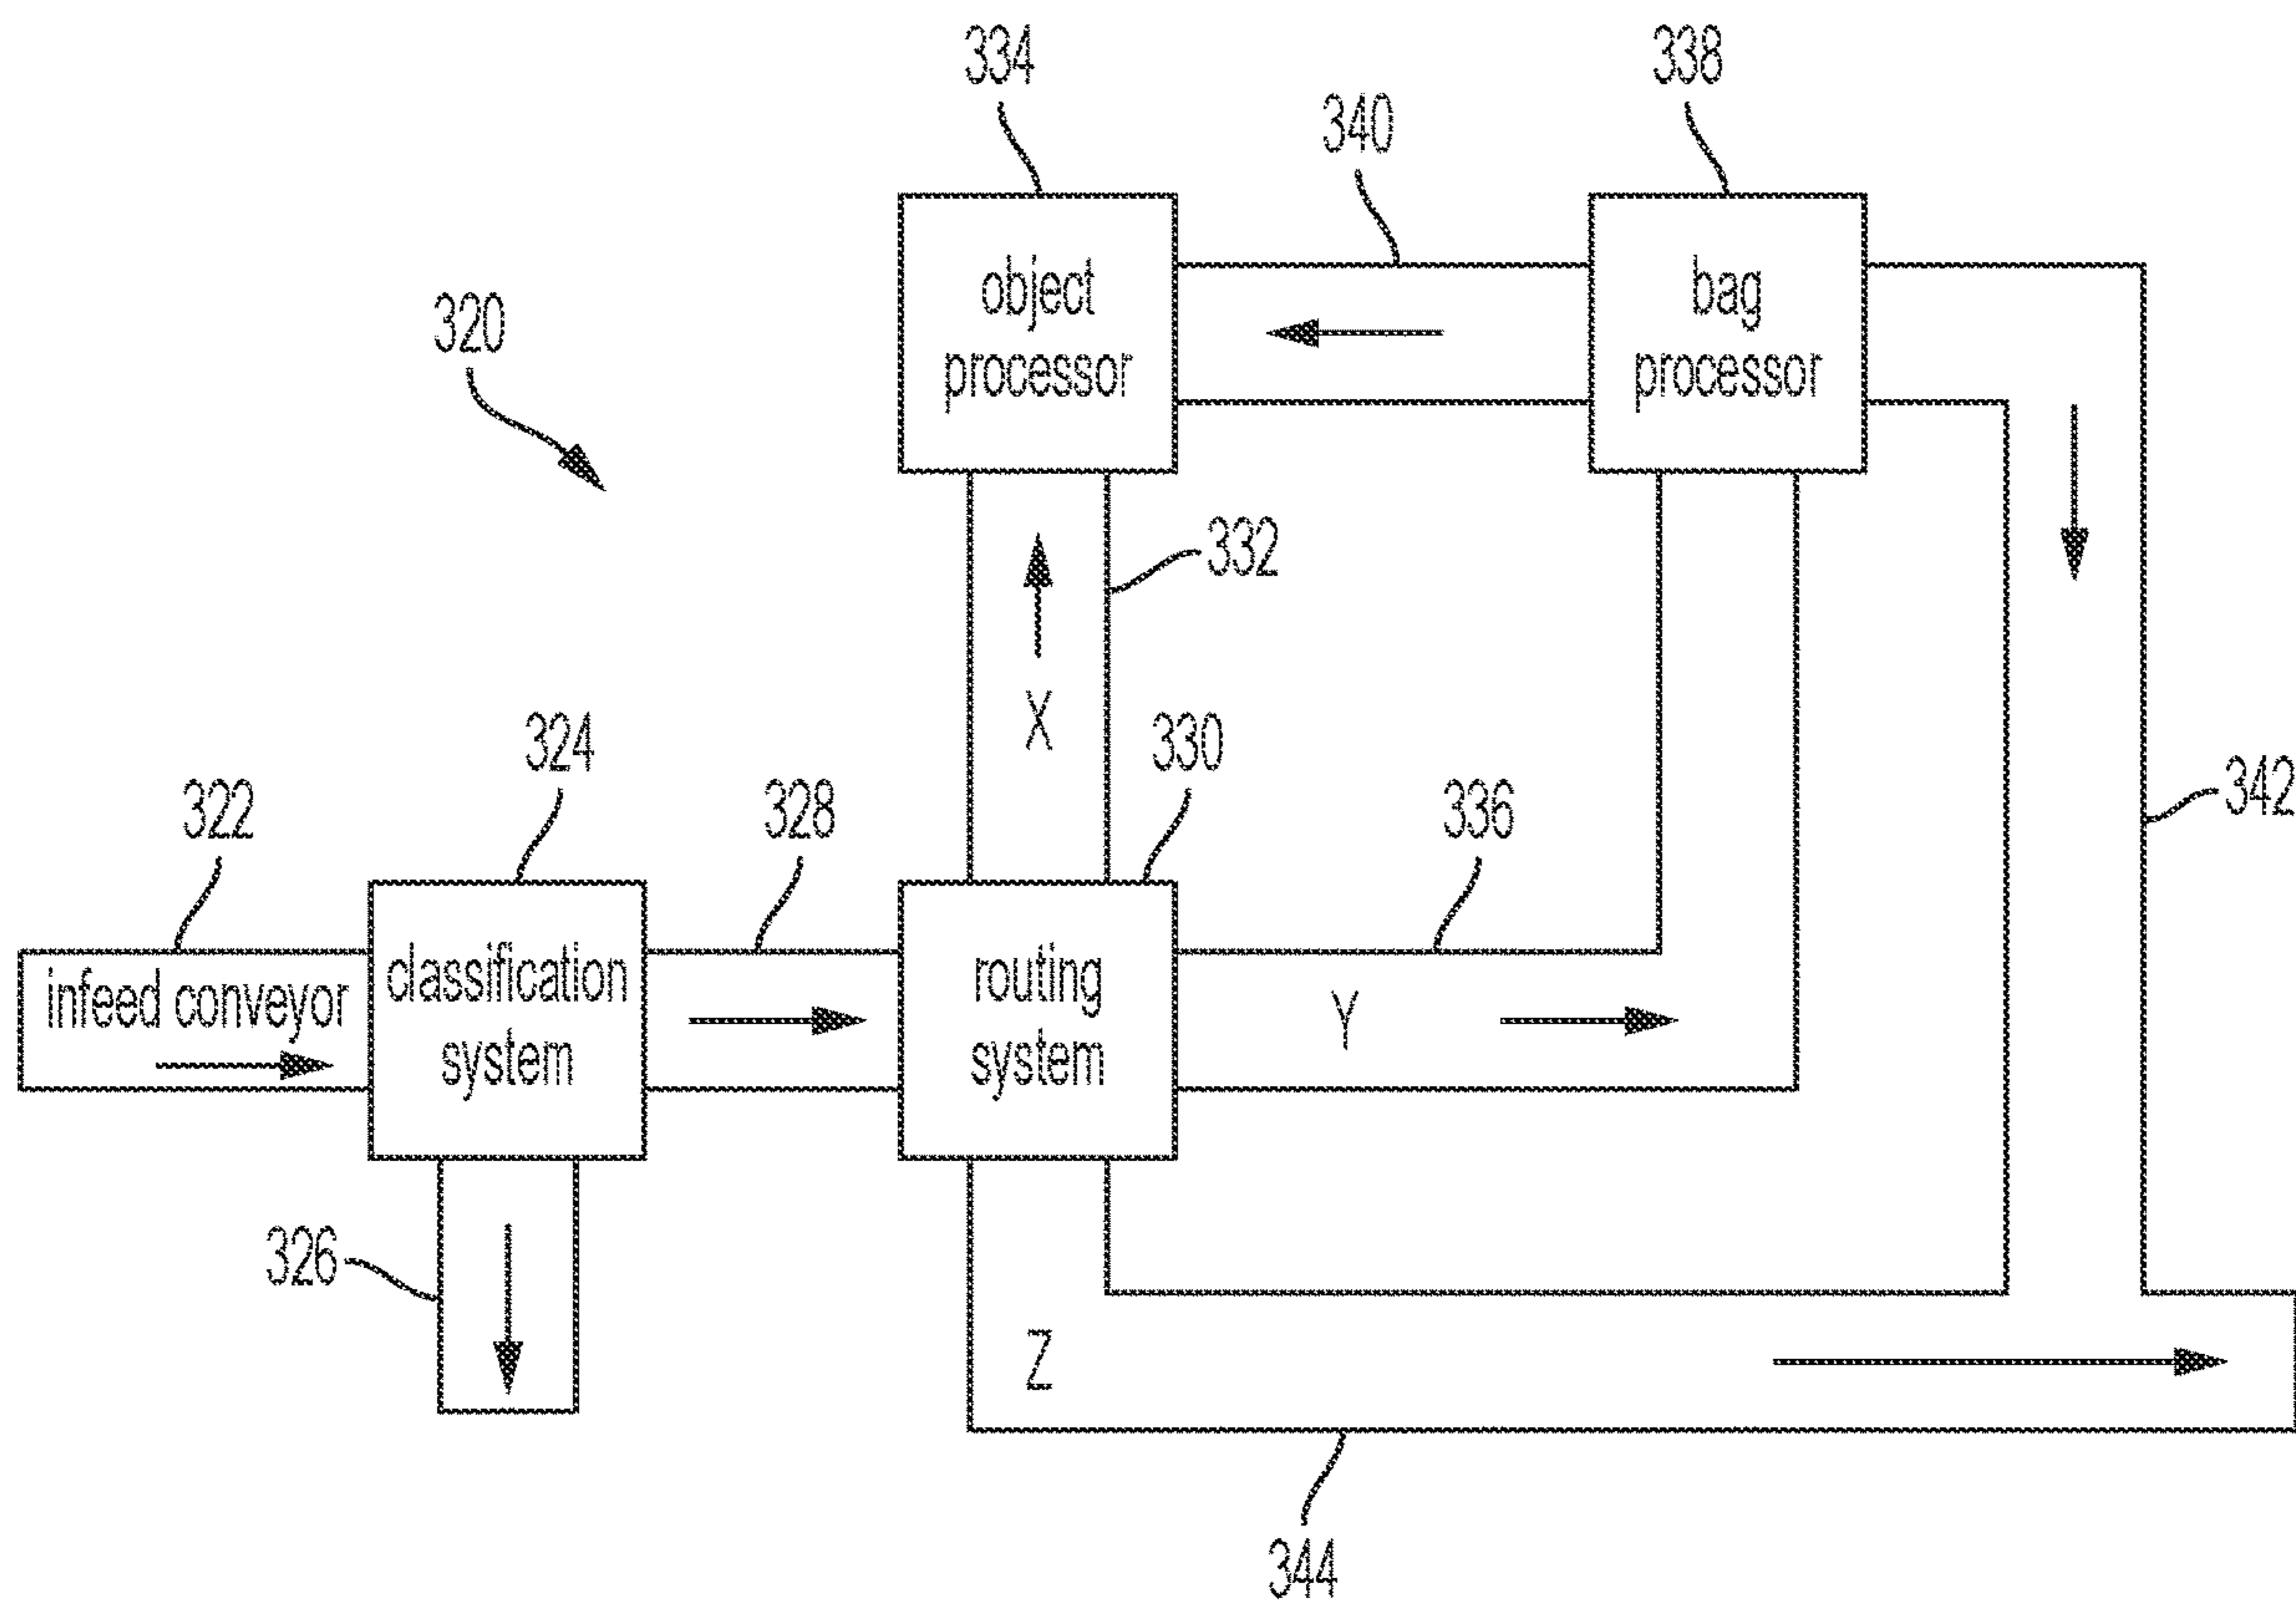 334
338
340
object
processor
bag
processor
320
332
X
324
330
322
328
336
342
infeed conveyor
classification
system
routing
system
Y
326
Z
344